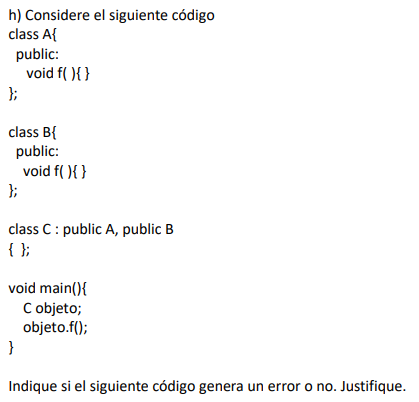 h) Considere el siguiente código
class A{
public:
void f( ){ }
};
class B{
public:
void f( ){ }
};
class C : public A, public B
{ };
void main(){
C objeto;
objeto.f();
}
Indique si el siguiente código genera un error o no. Justifique.